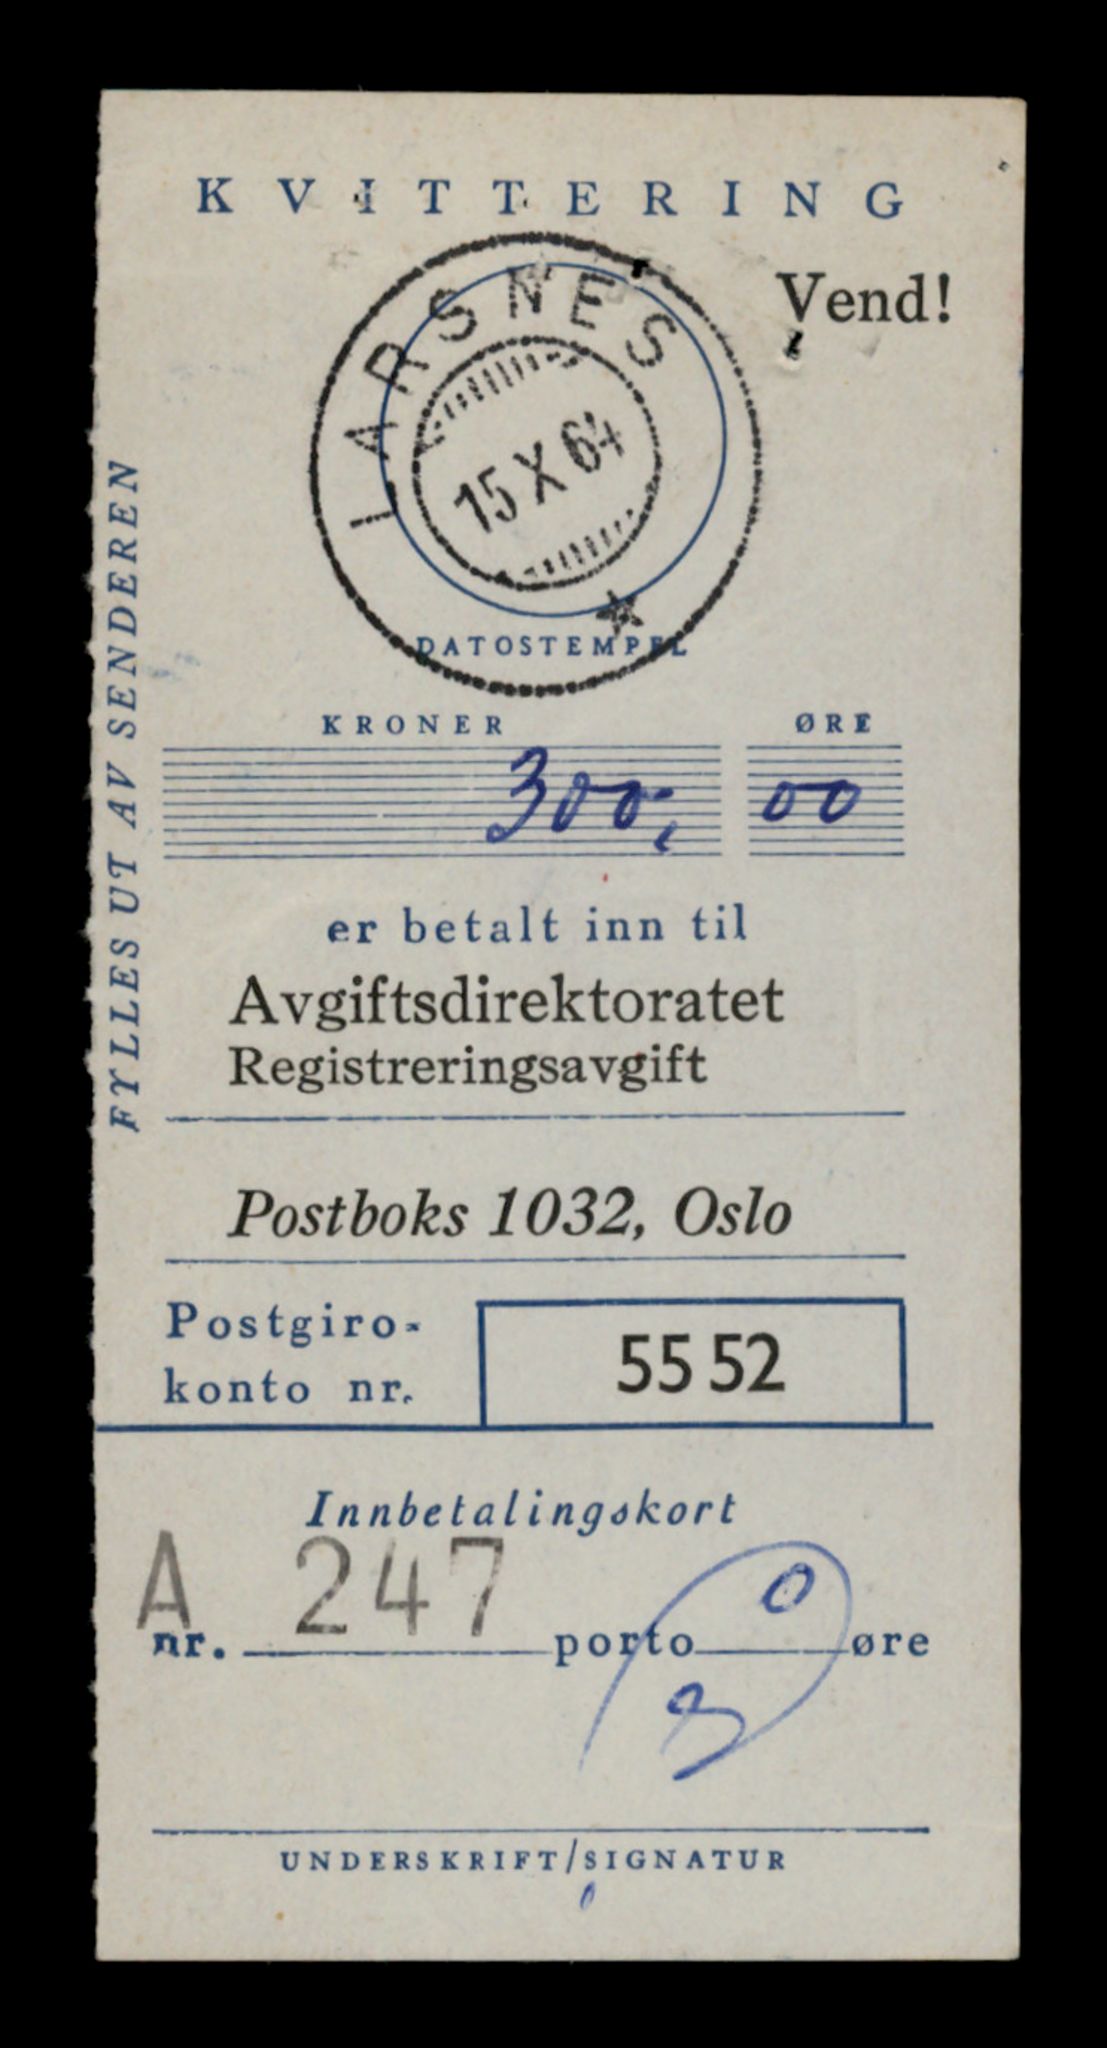 KVITTERING
Vend!
LARSNES
15 X 64
DATOSTEMPEL
FYLLES UT AV SENDEREN
KRONER ØRE
300, 00
er betalt inn til
Avgiftsdirektoratet
Registreringsavgift
Postboks 1032, Oslo
Postgiro-
konto nr.
55 52
Innbetalingskort
A 247 0
nr. porto øre
UNDERSKRIFT/SIGNATUR